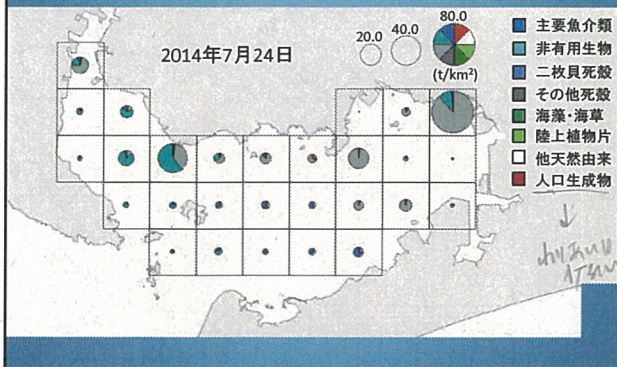 2014年7月24日
20.0
40.0
80.0
(t/km²)
主要魚介類
非有用生物
二枚貝死殻
その他死殻
海藻・海草
陸上植物片
他天然由来
人口生成物